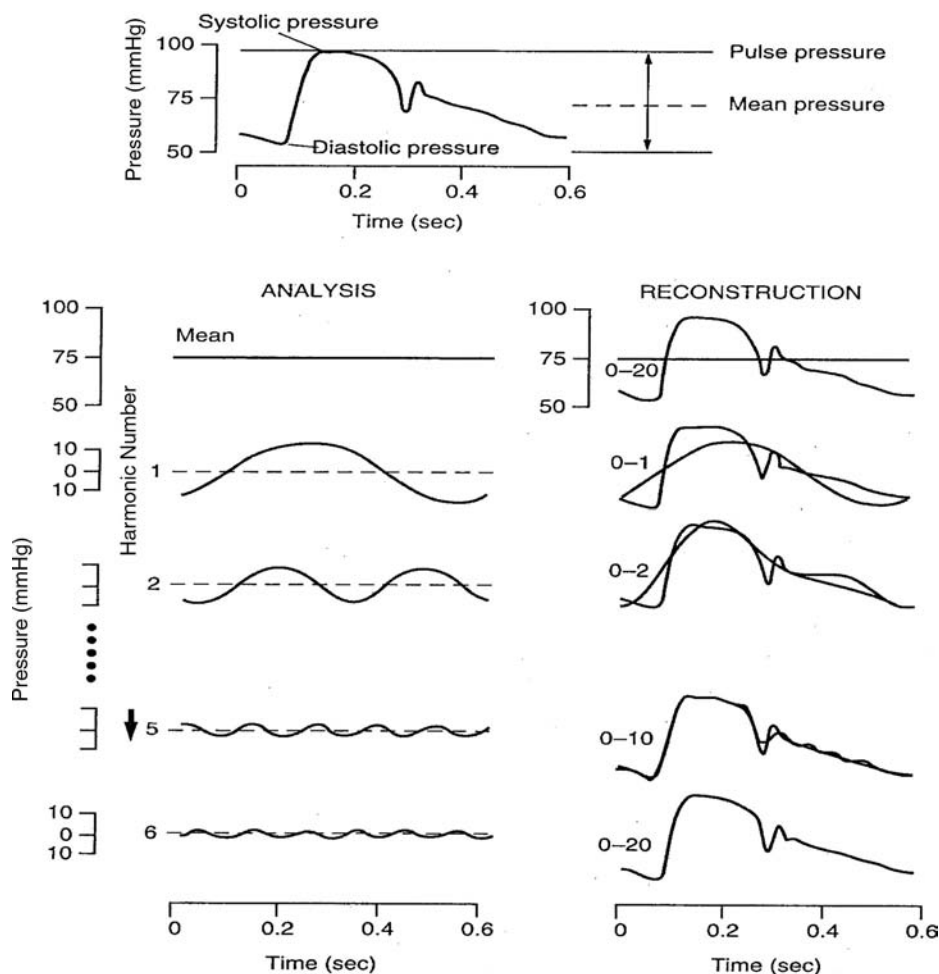 Systolic pressure
100
75
50
Pressure (mmHg)
Diastolic pressure
Pulse pressure
Mean pressure
0
0.2
0.4
0.6
Time (sec)
ANALYSIS
RECONSTRUCTION
100
75
50
Mean
100
75
50
0–20
Harmonic Number
10
0
10
1
0–1
Pressure (mmHg)
2
0–2
5
0–10
10
0
10
6
0–20
0
0.2
0.4
0.6
Time (sec)
0
0.2
0.4
0.6
Time (sec)